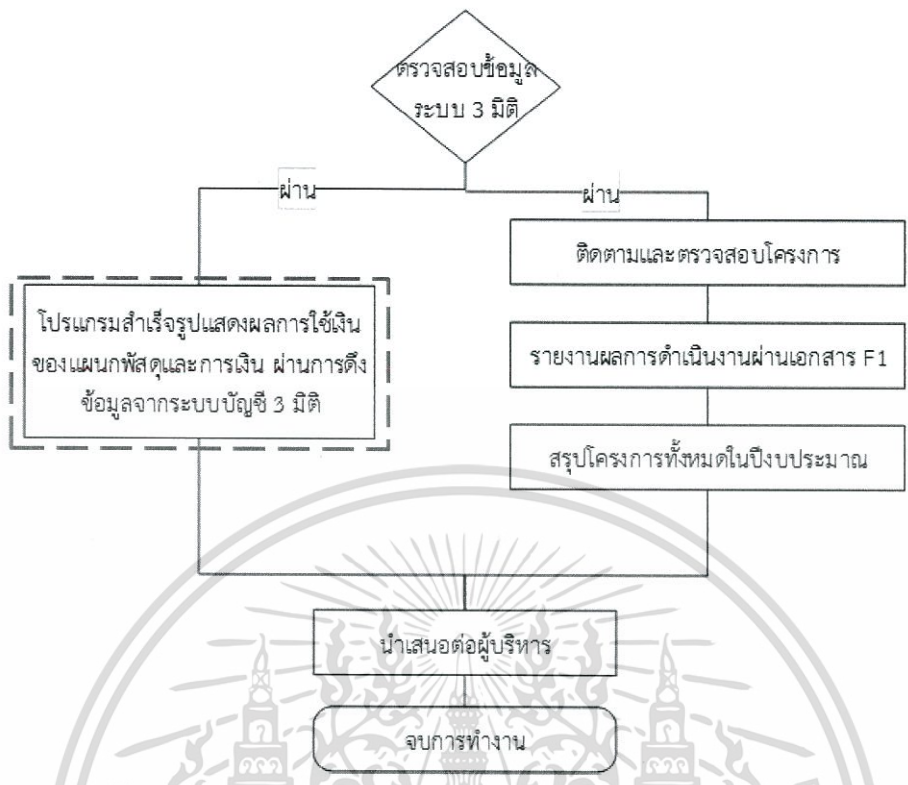 ตรวจสอบข้อมูล
ระบบ 3 มิติ
ผ่าน
ผ่าน
โปรแกรมสำเร็จรูปแสดงผลการใช้เงิน
ของแผนกพัสดุและการเงิน ผ่านการดึง
ข้อมูลจากระบบบัญชี 3 มิติ
ติดตามและตรวจสอบโครงการ
รายงานผลการดำเนินงานผ่านเอกสาร F1
สรุปโครงการทั้งหมดในปีงบประมาณ
นำเสนอต่อผู้บริหาร
จบการทำงาน